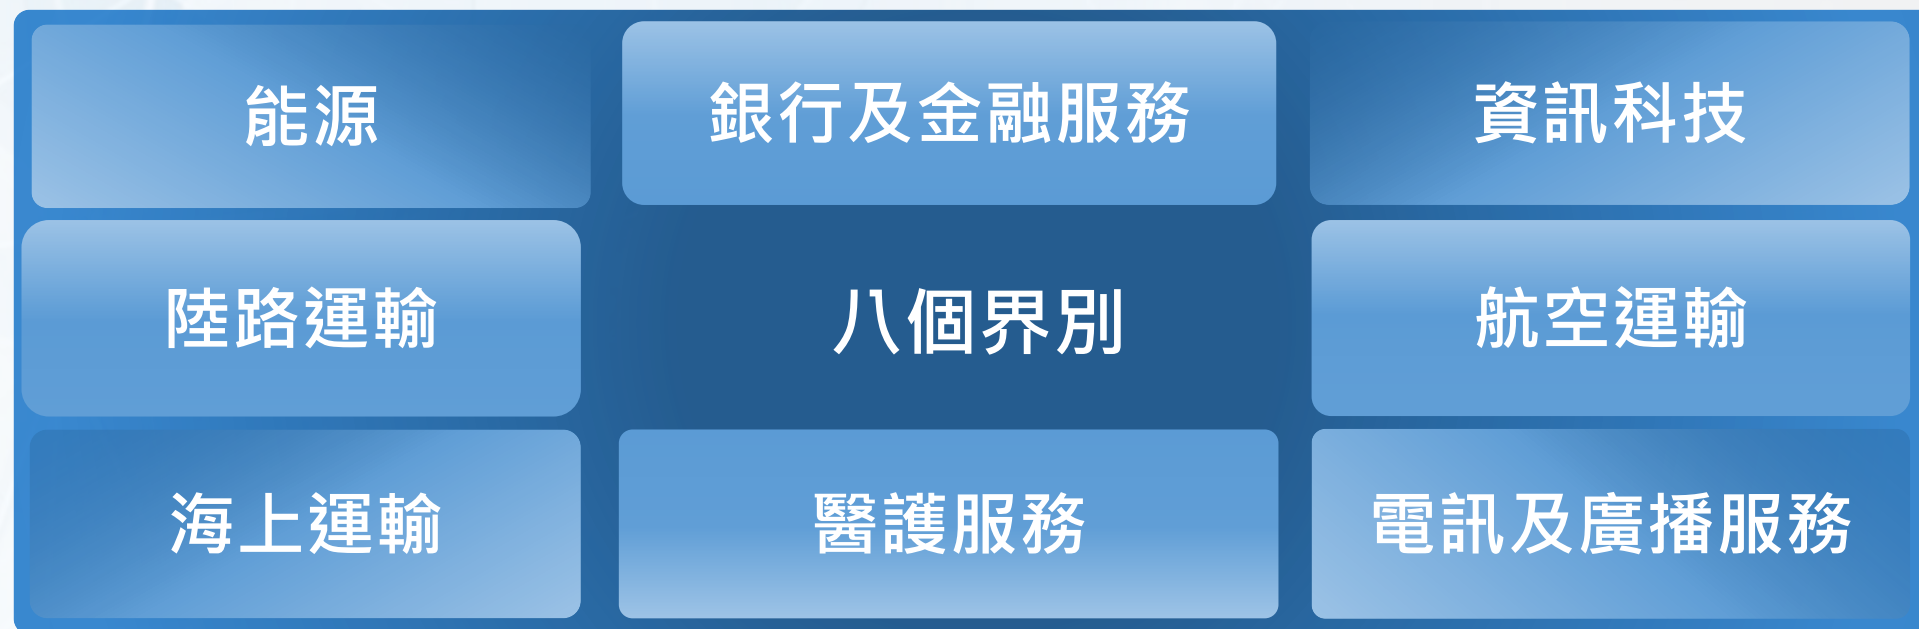 能源
銀行及金融服務
資訊科技
陸路運輸
八個界別
航空運輸
海上運輸
醫護服務
電訊及廣播服務